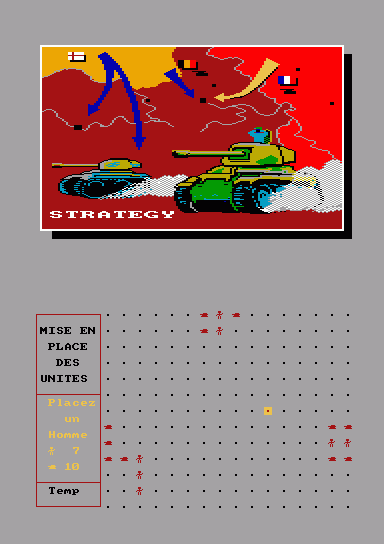 STRATEGY
MISE EN
PLACE
DES
UNITES
Placez
un
Homme
7
10
Temp